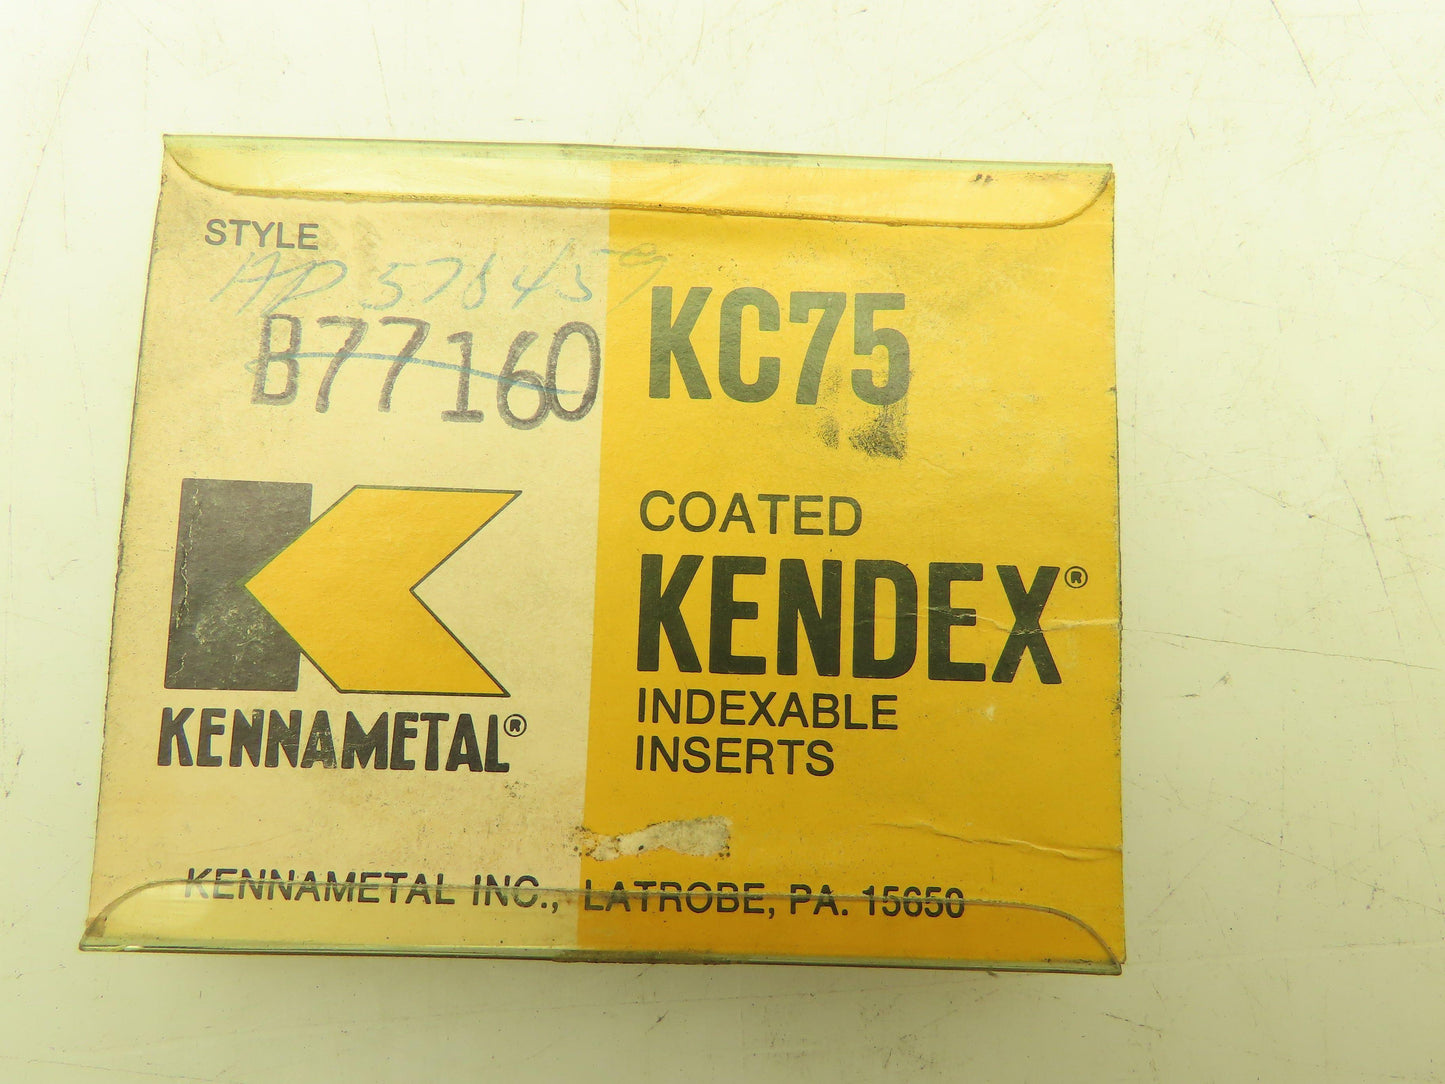 STYLE
B77160
KC75
COATED
KENDEX®
INDEXABLE
INSERTS
KENNAMETAL®
KENNAMETAL INC., LATROBE, PA. 15650